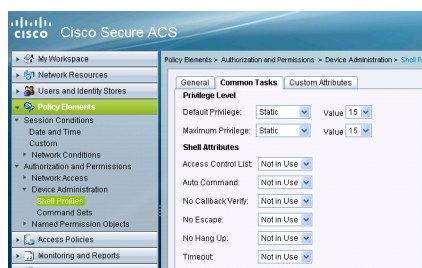 CISCO Cisco Secure ACS
My Workspace
Network Resources
Users and Identity Stores
Policy Elements
Session Conditions
Date and Time
Custom
Network Conditions
Authorization and Permissions
Network Access
Device Administration
Shell Profiles
Command Sets
Named Permission Objects
Access Policies
Monitoring and Reports
Policy Elements > Authorization and Permissions > Device Administration > Shell P
General Common Tasks Custom Attributes
Privilege Level
Default Privilege: Static Value 15
Maximum Privilege: Static Value 15
Shell Attributes
Access Control List: Not in Use
Auto Command: Not in Use
No Callback Verify: Not in Use
No Escape: Not in Use
No Hang Up: Not in Use
Timeout: Not in Use